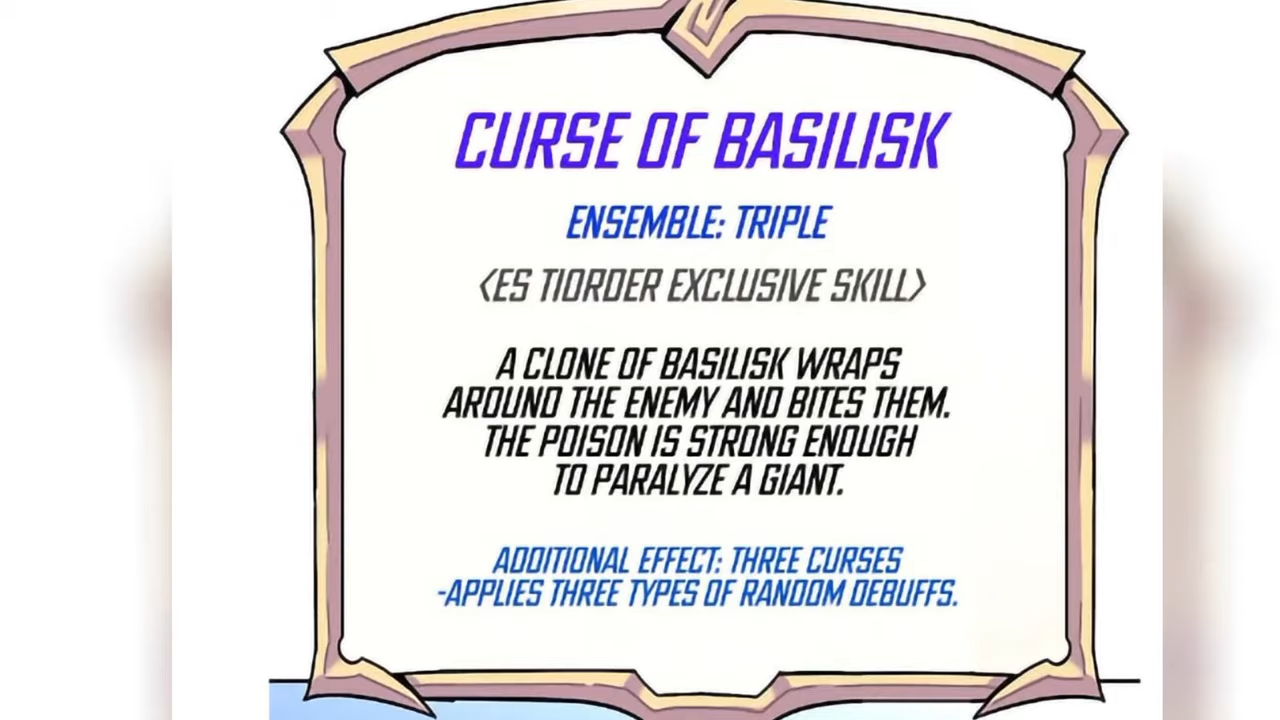 CURSE OF BASILISK
ENSEMBLE: TRIPLE
<ES TIORDER EXCLUSIVE SKILL>
A CLONE OF BASILISK WRAPS
AROUND THE ENEMY AND BITES THEM.
THE POISON IS STRONG ENOUGH
TO PARALYZE A GIANT.
ADDITIONAL EFFECT: THREE CURSES
-APPLIES THREE TYPES OF RANDOM DEBUFFS.